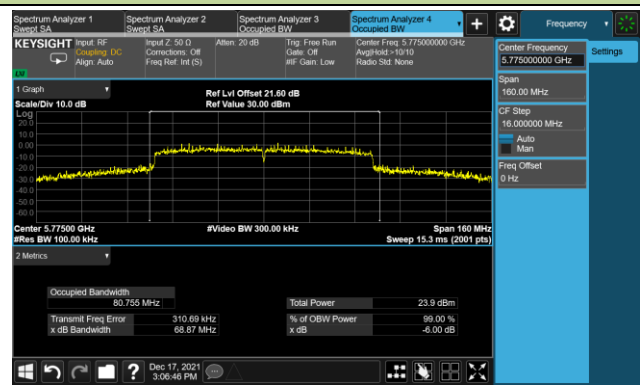 Spectrum Analyzer 1
Swept SA
Spectrum Analyzer 2
Swept SA
Spectrum Analyzer 3
Occupied BW
Spectrum Analyzer 4
Occupied BW
Frequency
KEYSIGHT
Input: RF
Coupling: DC
Align: Auto
Input Z: 50 Ω
Corrections: Off
Freq Ref: Int (S)
Atten: 20 dB
Trig: Free Run
Gate: Off
#IF Gain: Low
Center Freq: 5.775000000 GHz
Avg|Hold:>10/10
Radio Std: None
LVI
Center Frequency
5.775000000 GHz
Settings
Span
160.00 MHz
CF Step
16.000000 MHz
Auto
Man
Freq Offset
0 Hz
1 Graph
Scale/Div 10.0 dB
Ref Lvl Offset 21.60 dB
Ref Value 30.00 dBm
Log
20.0
10.0
0.00
-10.0
-20.0
-30.0
-40.0
-50.0
-60.0
Center 5.77500 GHz
#Res BW 100.00 kHz
#Video BW 300.00 kHz
Span 160 MHz
Sweep 15.3 ms (2001 pts)
2 Metrics
Occupied Bandwidth
80.755 MHz
Transmit Freq Error 310.69 kHz
x dB Bandwidth 68.87 MHz
Total Power 23.9 dBm
% of OBW Power 99.00 %
x dB -6.00 dB
Dec 17, 2021
3:06:46 PM